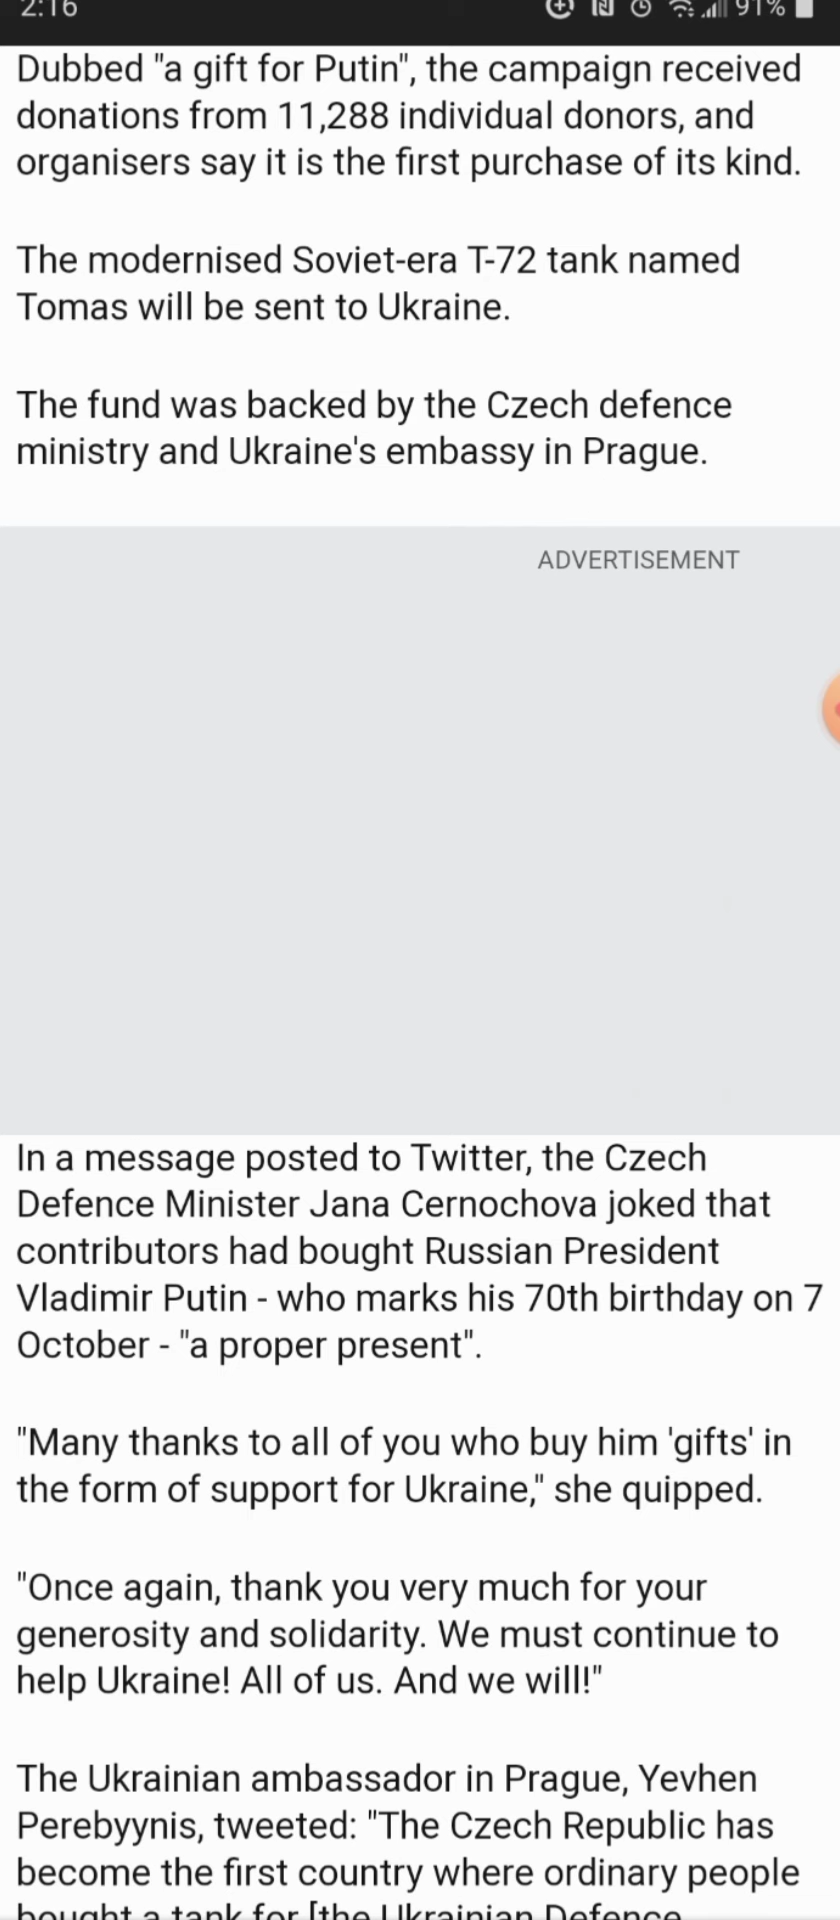 2:16 91%
Dubbed "a gift for Putin", the campaign received
donations from 11,288 individual donors, and
organisers say it is the first purchase of its kind.
The modernised Soviet-era T-72 tank named
Tomas will be sent to Ukraine.
The fund was backed by the Czech defence
ministry and Ukraine's embassy in Prague.
ADVERTISEMENT
In a message posted to Twitter, the Czech
Defence Minister Jana Cernochova joked that
contributors had bought Russian President
Vladimir Putin - who marks his 70th birthday on 7
October - "a proper present".
"Many thanks to all of you who buy him 'gifts' in
the form of support for Ukraine," she quipped.
"Once again, thank you very much for your
generosity and solidarity. We must continue to
help Ukraine! All of us. And we will!"
The Ukrainian ambassador in Prague, Yevhen
Perebyynis, tweeted: "The Czech Republic has
become the first country where ordinary people
bought a tank for [the Ukrainian Defence